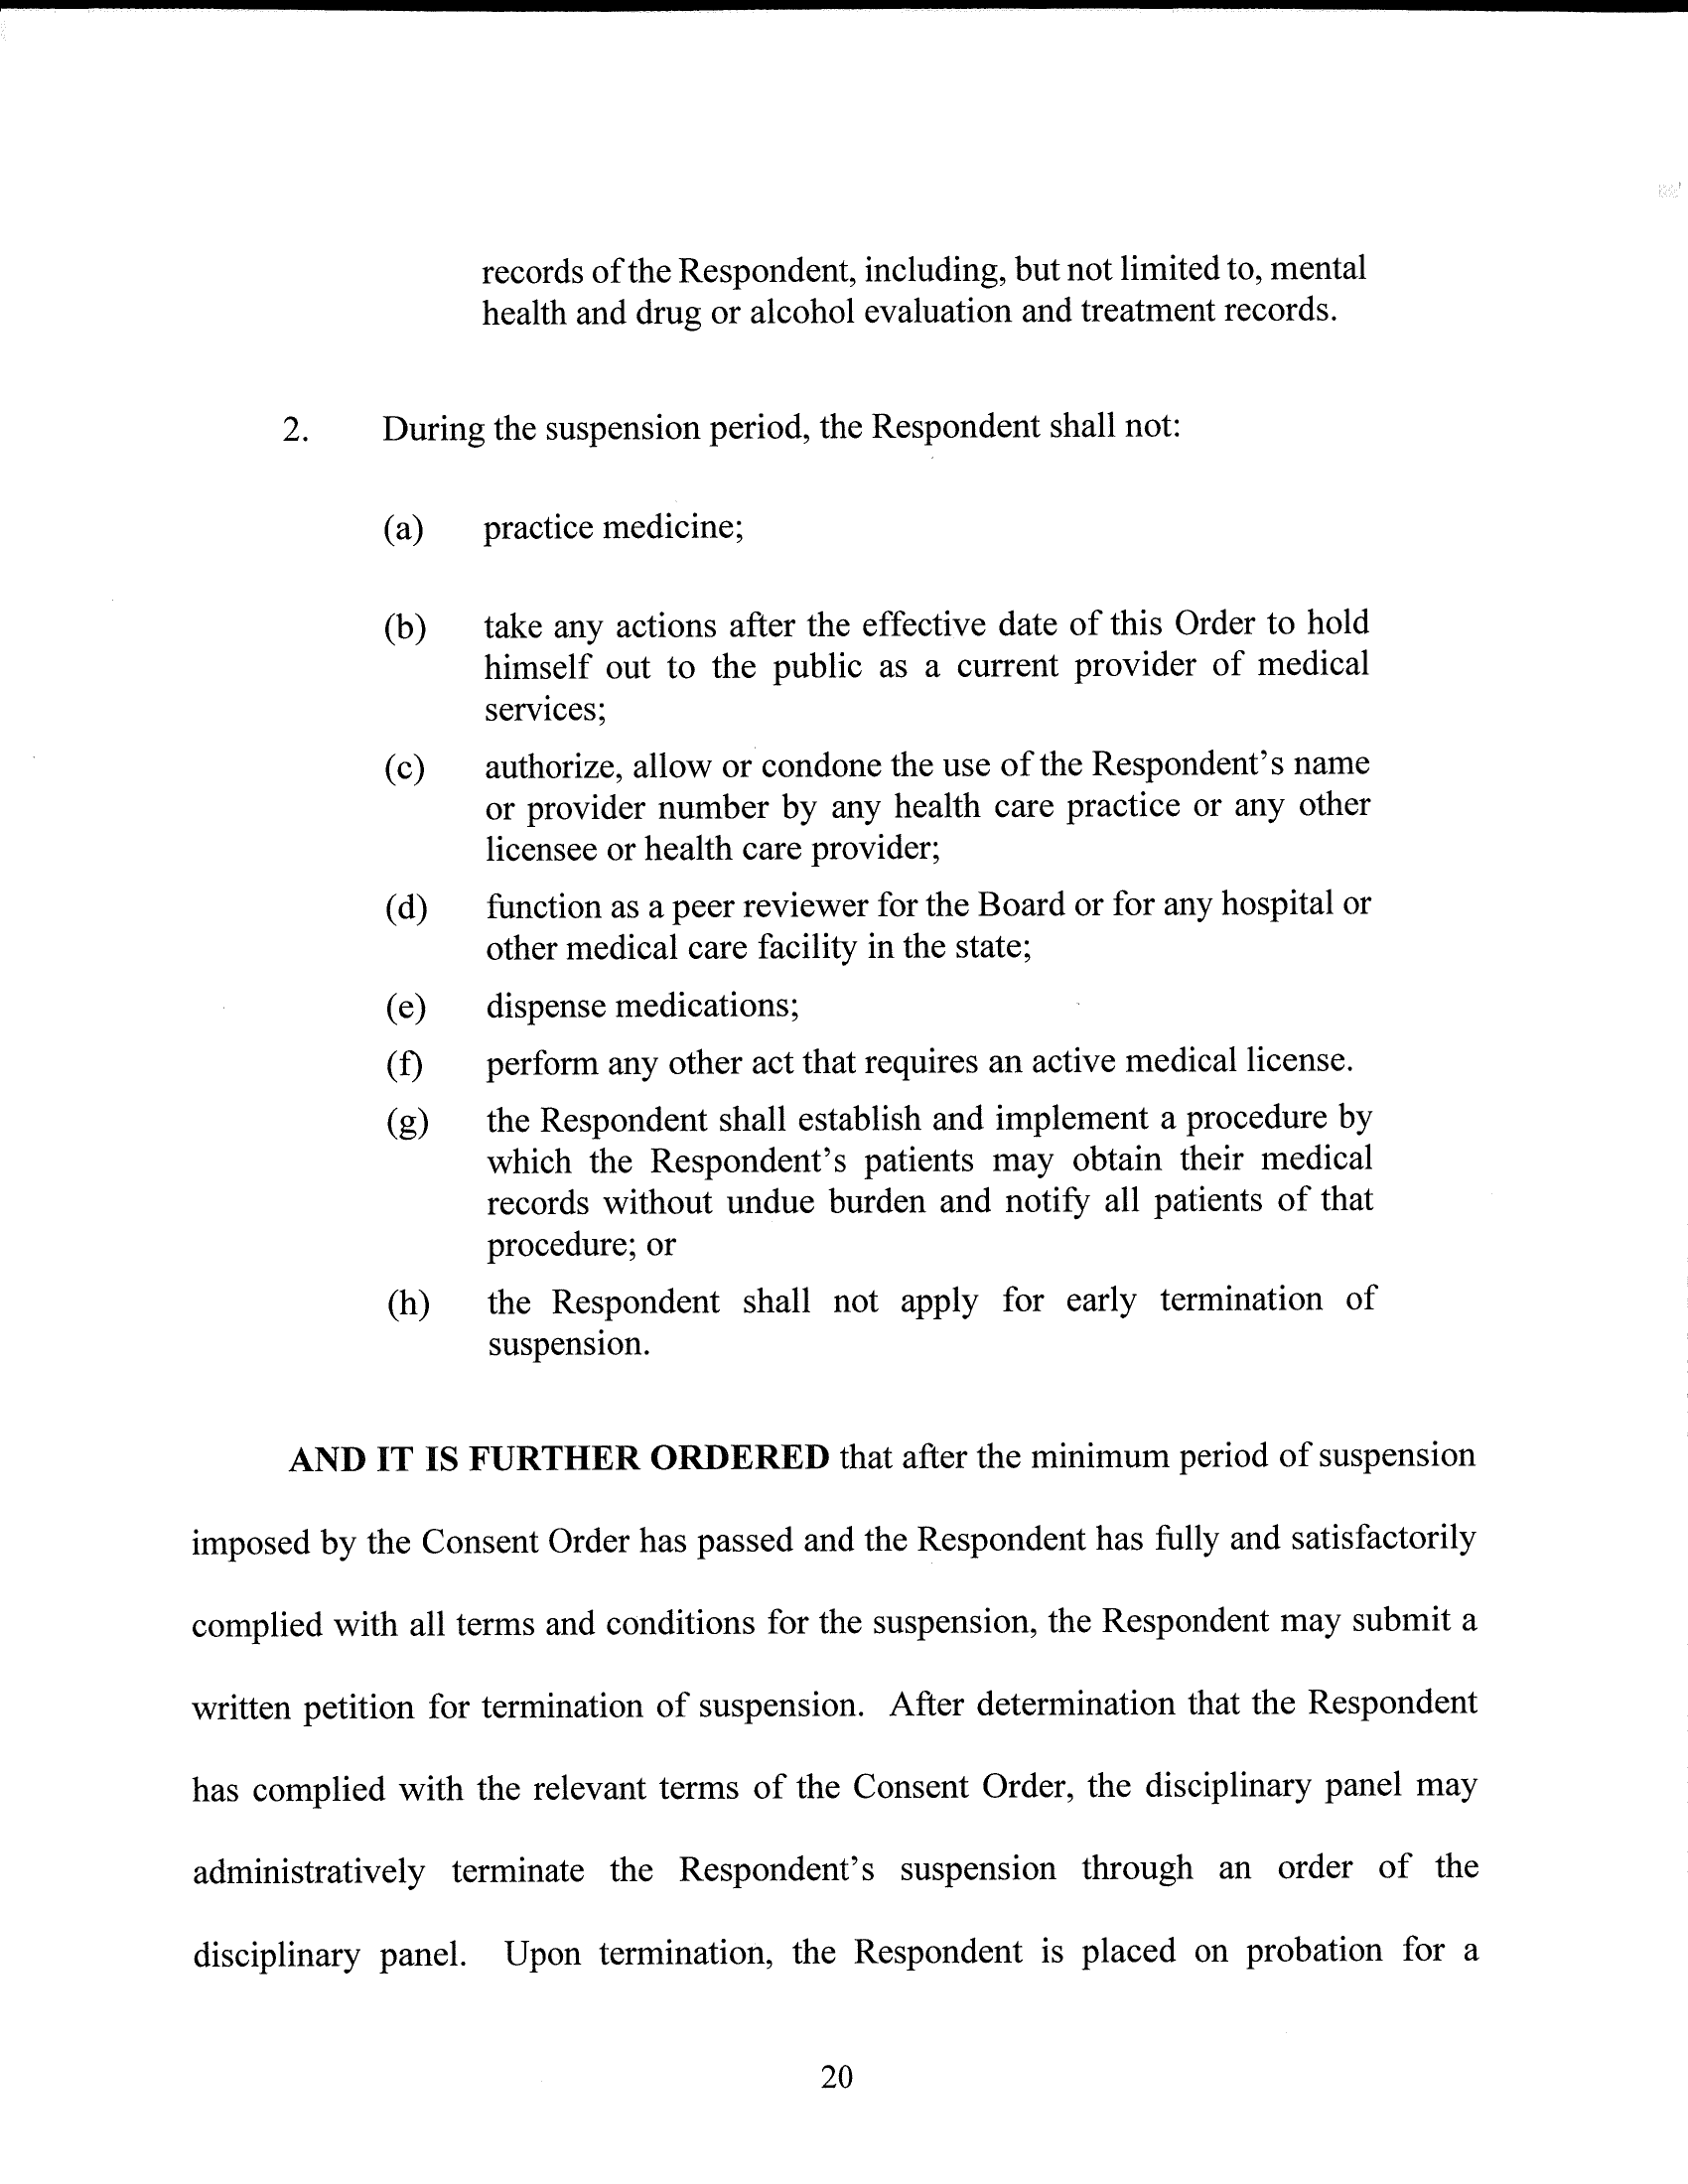 records of the Respondent, including, but not limited to, mental
health and drug or alcohol evaluation and treatment records.
2. During the suspension period, the Respondent shall not:
(a) practice medicine;
(b) take any actions after the effective date of this Order to hold
himself out to the public as a current provider of medical
services;
(c) authorize, allow or condone the use of the Respondent's name
or provider number by any health care practice or any other
licensee or health care provider;
(d) function as a peer reviewer for the Board or for any hospital or
other medical care facility in the state;
(e) dispense medications;
(f) perform any other act that requires an active medical license.
(g) the Respondent shall establish and implement a procedure by
which the Respondent's patients may obtain their medical
records without undue burden and notify all patients of that
procedure; or
(h) the Respondent shall not apply for early termination of
suspension.
AND IT IS FURTHER ORDERED that after the minimum period of suspension
imposed by the Consent Order has passed and the Respondent has fully and satisfactorily
complied with all terms and conditions for the suspension, the Respondent may submit a
written petition for termination of suspension. After determination that the Respondent
has complied with the relevant terms of the Consent Order, the disciplinary panel may
administratively terminate the Respondent's suspension through an order of the
disciplinary panel. Upon termination, the Respondent is placed on probation for a
20